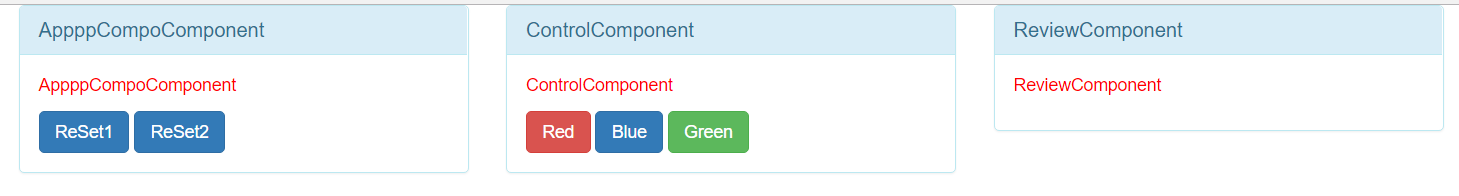 AppppCompoComponent
AppppCompoComponent
ReSet1 ReSet2
ControlComponent
ControlComponent
Red Blue Green
ReviewComponent
ReviewComponent